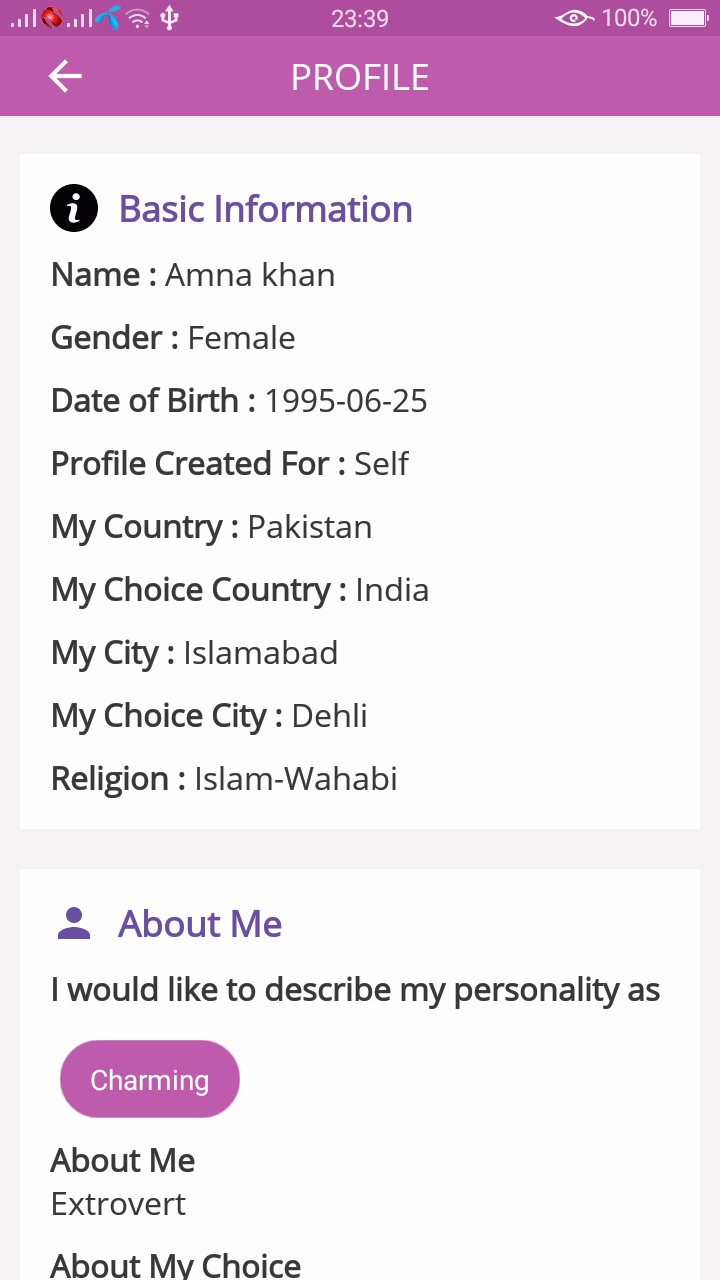 23:39
100%
PROFILE
Basic Information
Name : Amna khan
Gender : Female
Date of Birth : 1995-06-25
Profile Created For : Self
My Country : Pakistan
My Choice Country : India
My City : Islamabad
My Choice City : Dehli
Religion : Islam-Wahabi
About Me
I would like to describe my personality as
Charming
About Me
Extrovert
About My Choice